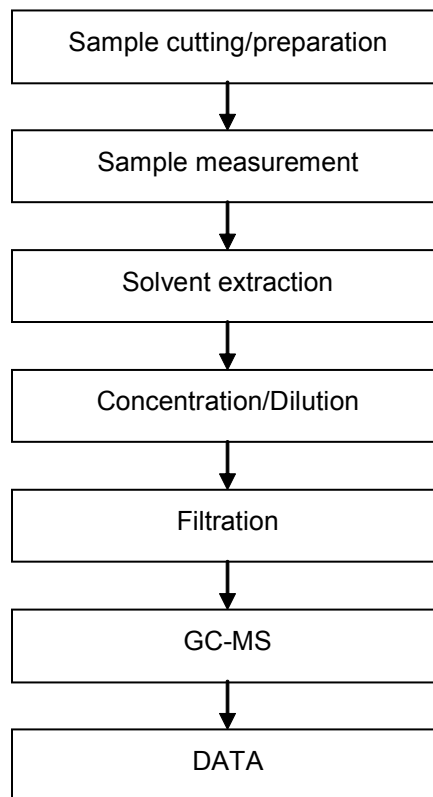 Sample cutting/preparation
Sample measurement
Solvent extraction
Concentration/Dilution
Filtration
GC-MS
DATA